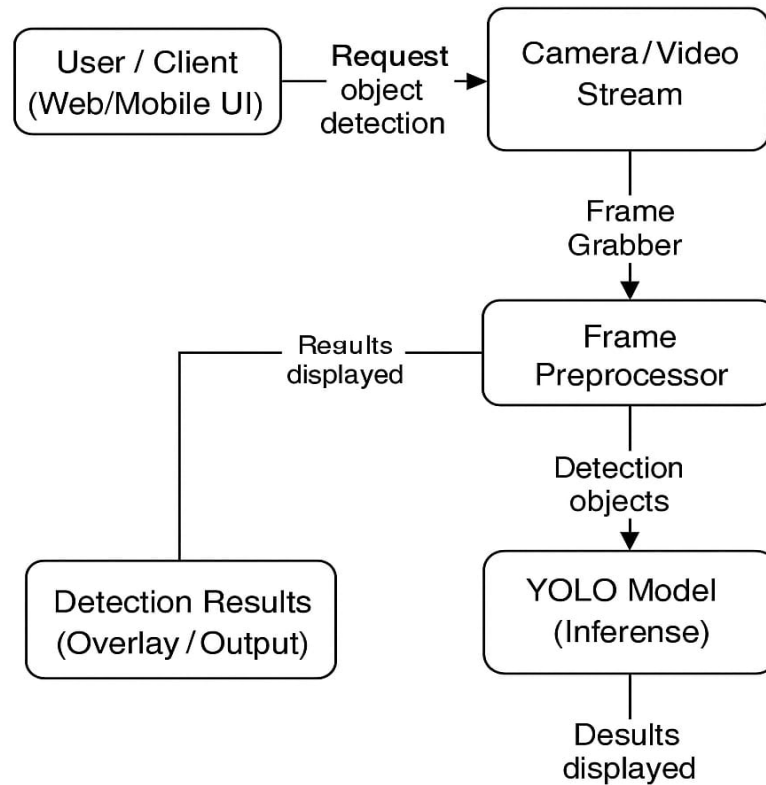 User / Client
(Web/Mobile UI)
Request
object
detection
Camera/Video
Stream
Frame
Grabber
Results
displayed
Frame
Preprocessor
Detection
objects
Detection Results
(Overlay / Output)
YOLO Model
(Inferense)
Desults
displayed